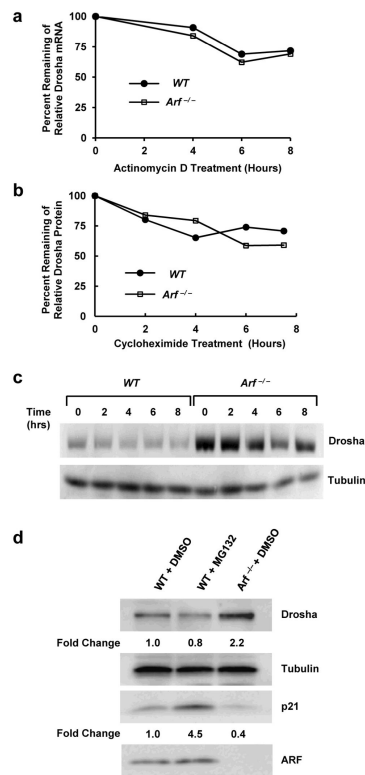 a
Percent Remaining of
Relative Drosha mRNA
100
75
50
25
0
WT
Arf –/–
0 2 4 6 8
Actinomycin D Treatment (Hours)
b
Percent Remaining of
Relative Drosha Protein
100
75
50
25
0
WT
Arf –/–
0 2 4 6 8
Cycloheximide Treatment (Hours)
c
WT Arf –/–
Time 0 2 4 6 8 0 2 4 6 8
(hrs)
Drosha
Tubulin
d
WT + DMSO
WT + MG132
Arf –/– + DMSO
Drosha
Fold Change 1.0 0.8 2.2
Tubulin
p21
Fold Change 1.0 4.5 0.4
ARF